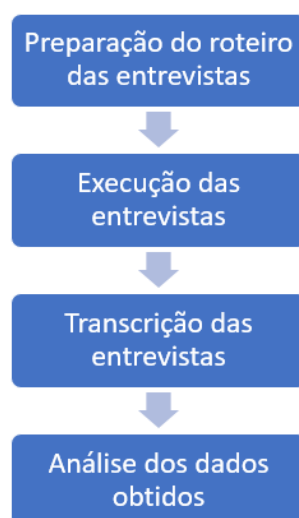 Preparação do roteiro
das entrevistas
Execução das
entrevistas
Transcrição das
entrevistas
Análise dos dados
obtidos